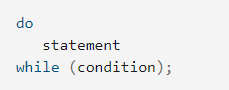 do
   statement
while (condition);